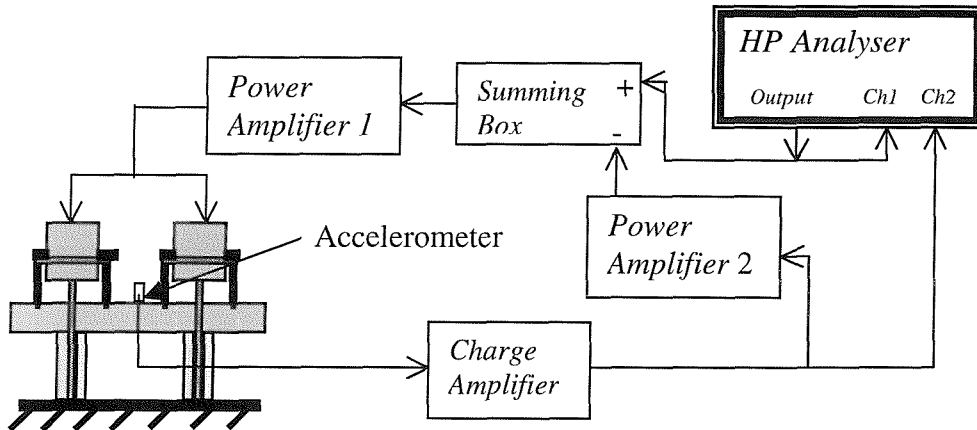 HP Analyser
Output Ch1 Ch2
Power
Amplifier 1
Summing
Box
+
-
Power
Amplifier 2
Accelerometer
Charge
Amplifier